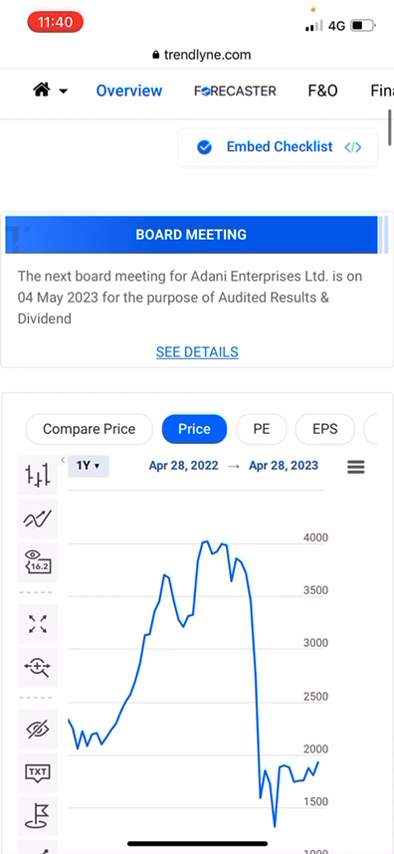 11:40
4G
trendlyne.com
Overview FORECASTER F&O Fin
Embed Checklist </>
BOARD MEETING
The next board meeting for Adani Enterprises Ltd. is on
04 May 2023 for the purpose of Audited Results &
Dividend
SEE DETAILS
Compare Price Price PE EPS
1Y Apr 28, 2022 → Apr 28, 2023
4000
16.2
3500
3000
2500
2000
TXT
1500
1000